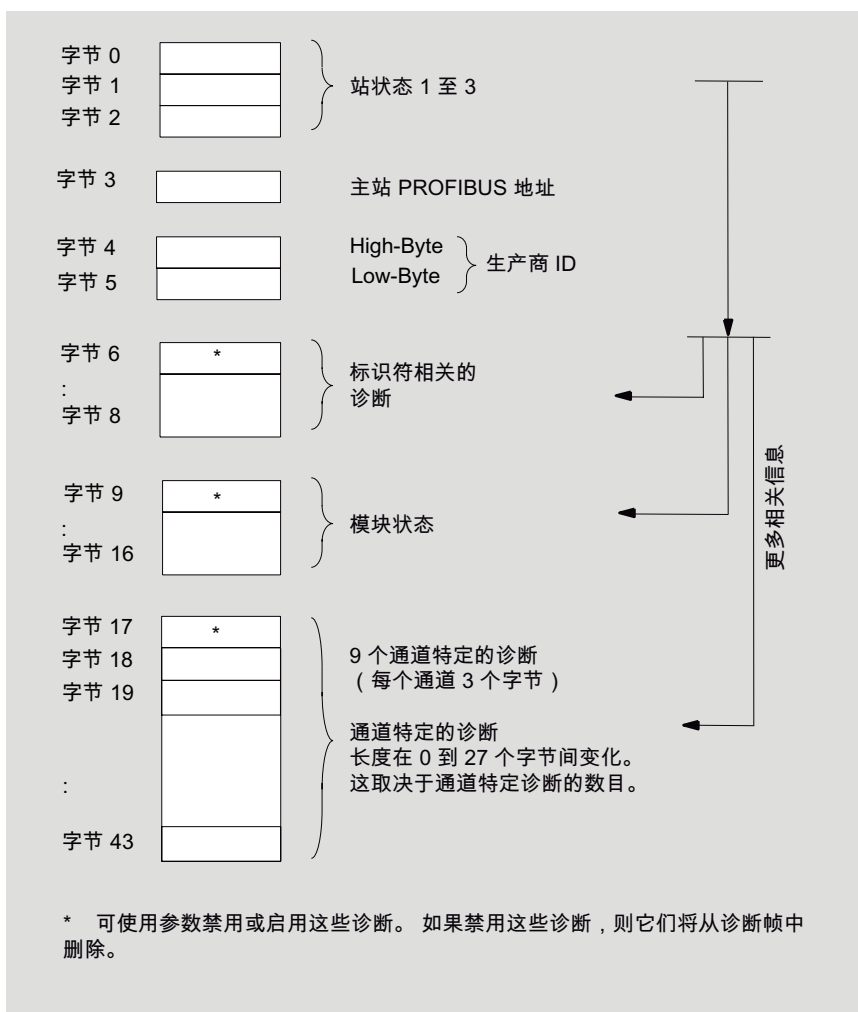 字节 0
字节 1
字节 2
站状态 1 至 3
字节 3
主站 PROFIBUS 地址
字节 4
字节 5
High-Byte
Low-Byte
生产商 ID
字节 6
*
:
字节 8
标识符相关的
诊断
字节 9
*
:
字节 16
模块状态
更多相关信息
字节 17
*
字节 18
字节 19
9 个通道特定的诊断
（每个通道 3 个字节）
通道特定的诊断
长度在 0 到 27 个字节间变化。
这取决于通道特定诊断的数目。
:
字节 43
* 可使用参数禁用或启用这些诊断。 如果禁用这些诊断，则它们将从诊断帧中
删除。